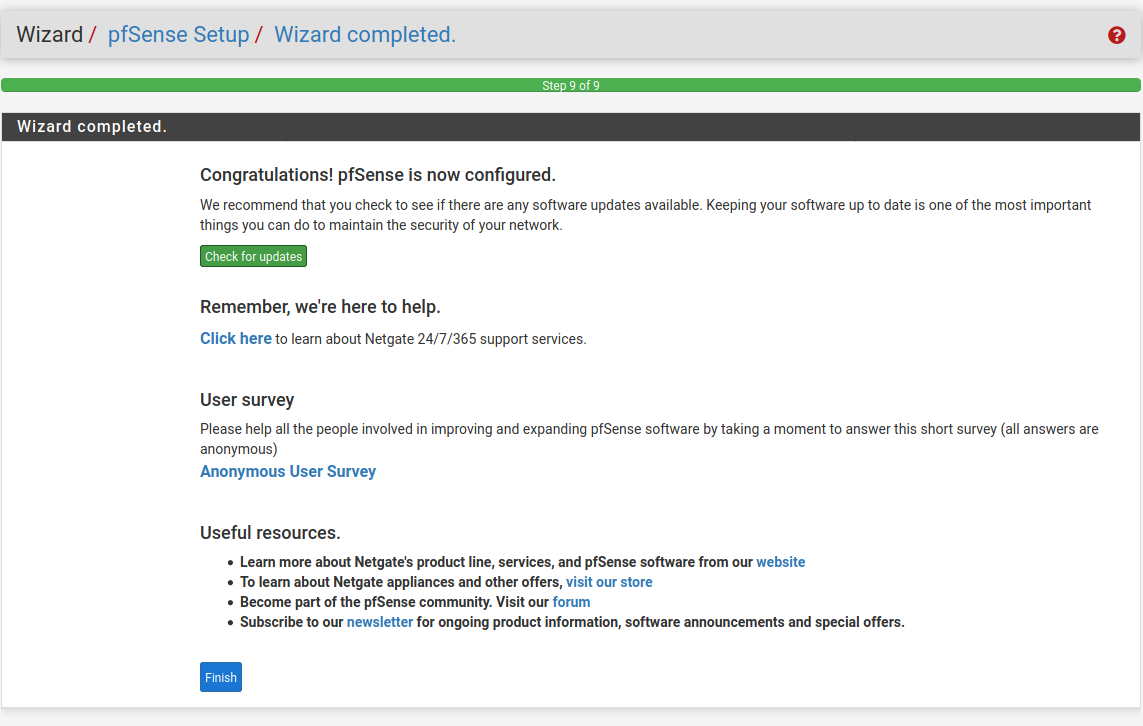 Wizard / pfSense Setup / Wizard completed.
Step 9 of 9
Wizard completed.
Congratulations! pfSense is now configured.
We recommend that you check to see if there are any software updates available. Keeping your software up to date is one of the most important
things you can do to maintain the security of your network.
Check for updates
Remember, we're here to help.
Click here to learn about Netgate 24/7/365 support services.
User survey
Please help all the people involved in improving and expanding pfSense software by taking a moment to answer this short survey (all answers are
anonymous)
Anonymous User Survey
Useful resources.
• Learn more about Netgate's product line, services, and pfSense software from our website
• To learn about Netgate appliances and other offers, visit our store
• Become part of the pfSense community. Visit our forum
• Subscribe to our newsletter for ongoing product information, software announcements and special offers.
Finish